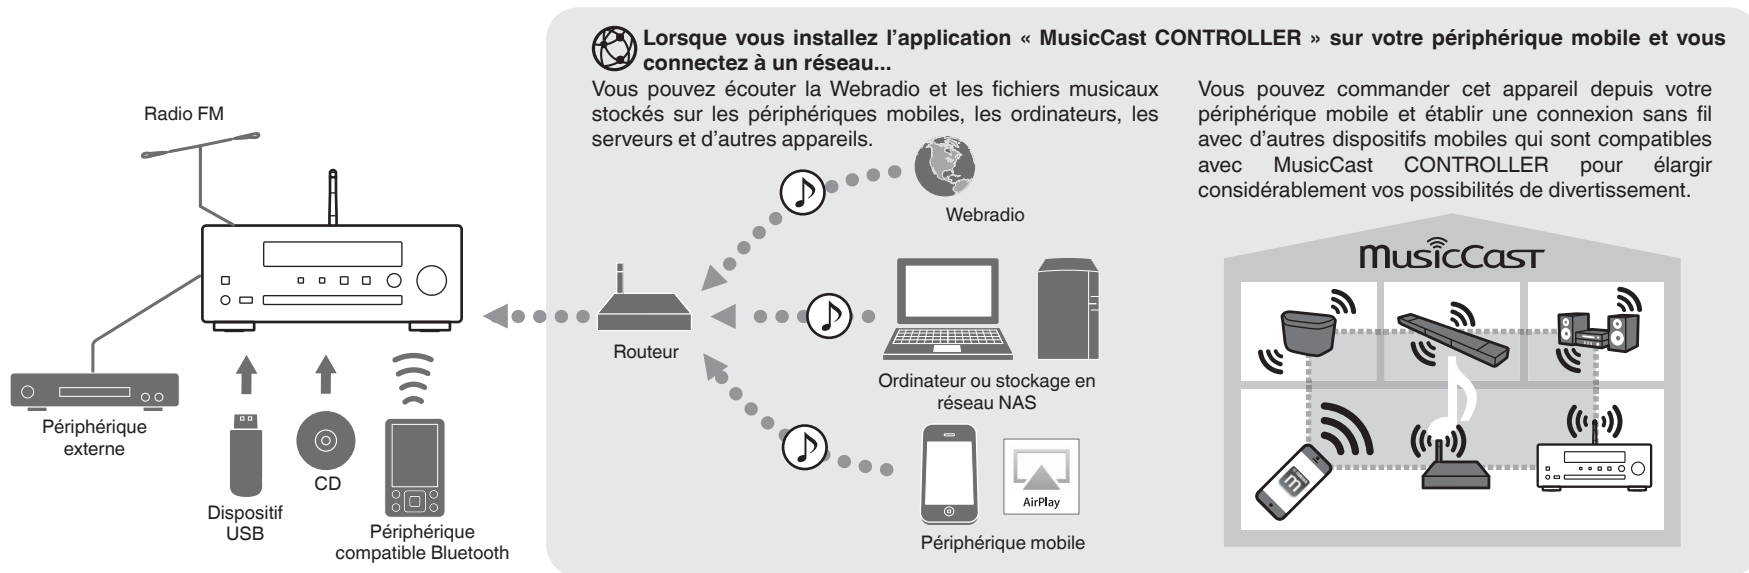 Lorsque vous installez l'application « MusicCast CONTROLLER » sur votre périphérique mobile et vous
connectez à un réseau...
Vous pouvez écouter la Webradio et les fichiers musicaux
stockés sur les périphériques mobiles, les ordinateurs, les
serveurs et d'autres appareils.
Vous pouvez commander cet appareil depuis votre
périphérique mobile et établir une connexion sans fil
avec d'autres dispositifs mobiles qui sont compatibles
avec MusicCast CONTROLLER pour élargir
considérablement vos possibilités de divertissement.
Radio FM
Périphérique
externe
Dispositif
USB
CD
Périphérique
compatible Bluetooth
Routeur
Webradio
Ordinateur ou stockage en
réseau NAS
AirPlay
Périphérique mobile
MusicCast